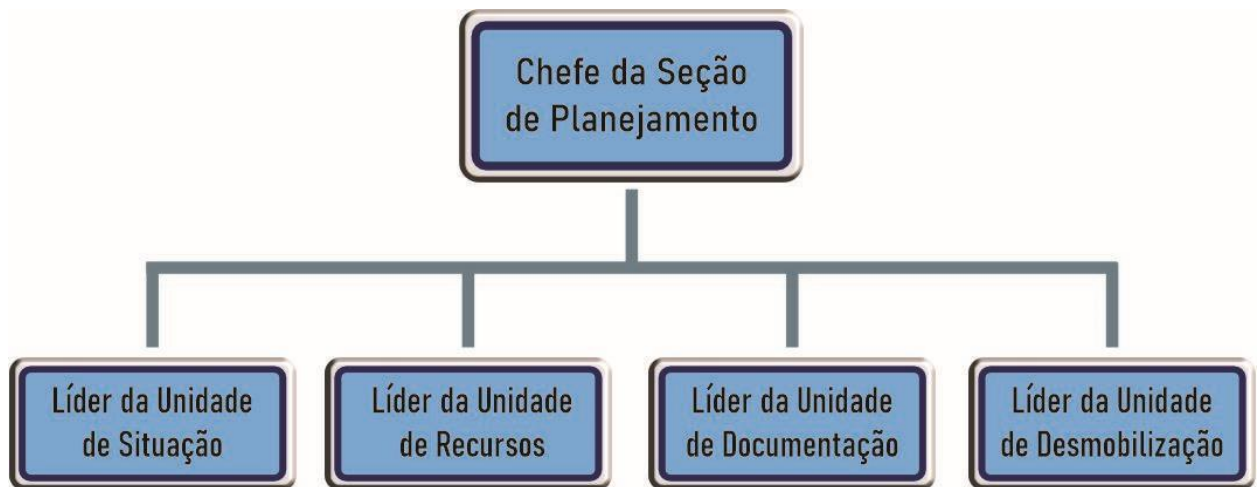 Chefe da Seção
de Planejamento
Líder da Unidade
de Situação
Líder da Unidade
de Recursos
Líder da Unidade
de Documentação
Líder da Unidade
de Desmobilização